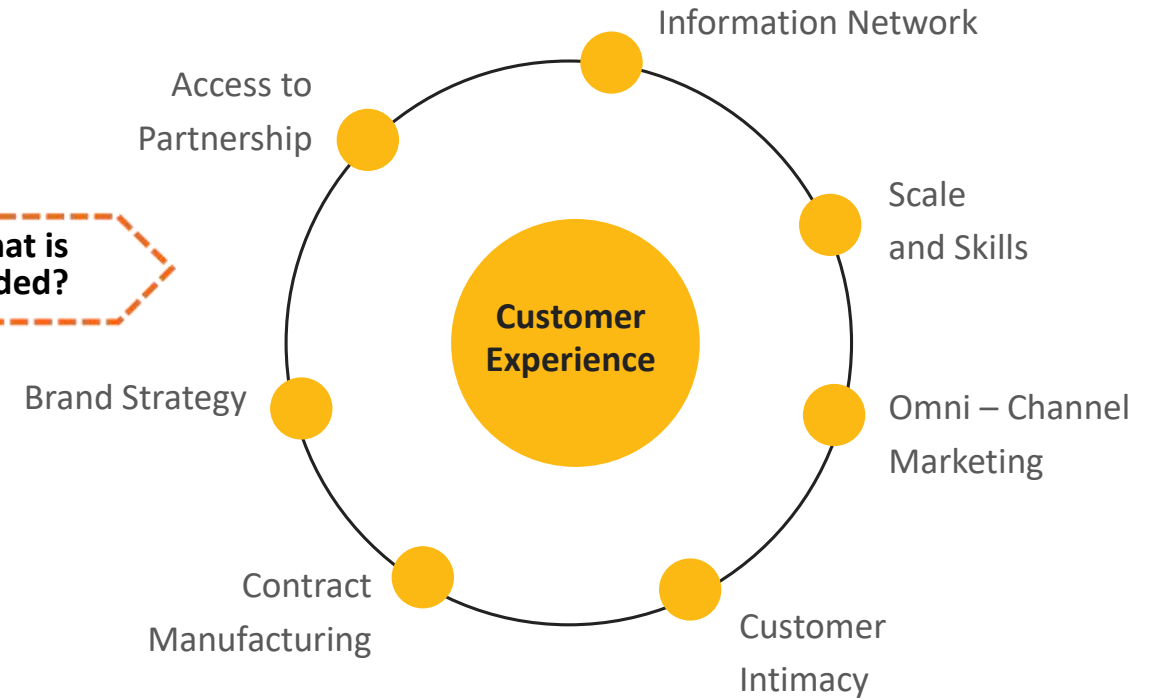 Information Network
Access to
Partnership
Scale
and Skills
is
Customer
Experience
Brand Strategy
Omni – Channel
Marketing
Contract
Manufacturing
Customer
Intimacy